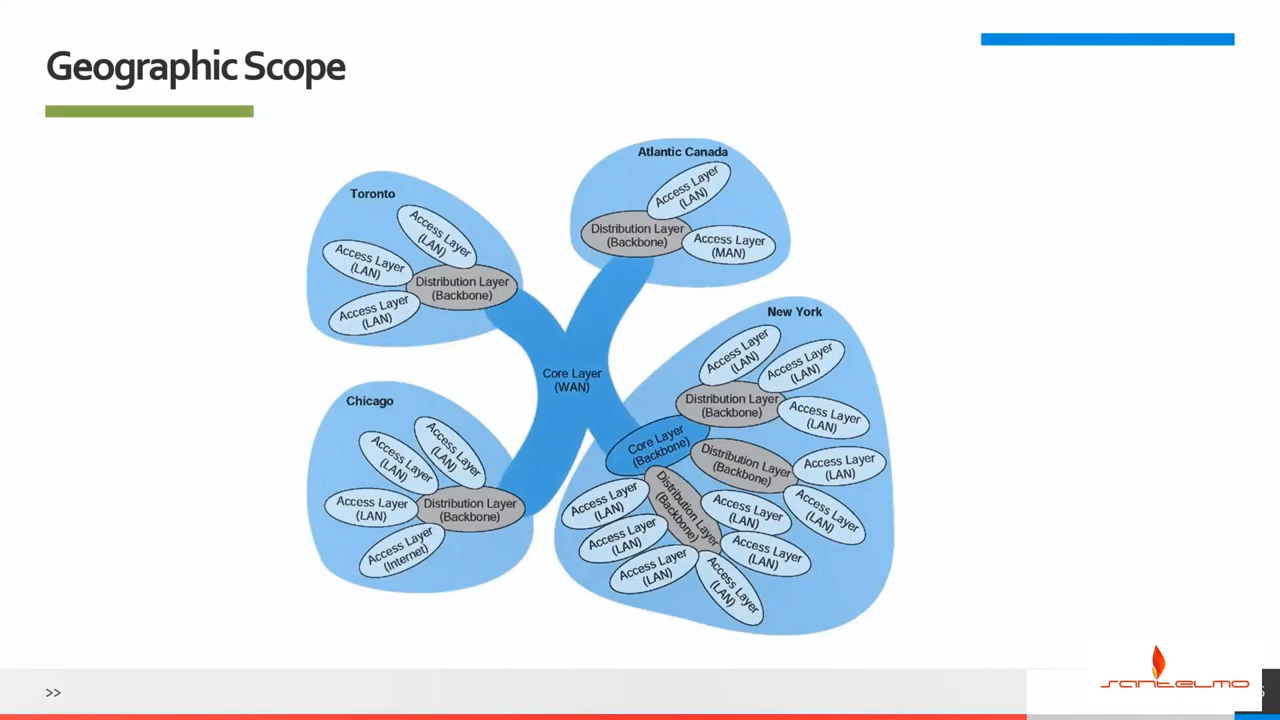 Geographic Scope
Atlantic Canada
Access Layer
(LAN)
Distribution Layer
(Backbone)
Access Layer
(MAN)
Toronto
Access Layer
(LAN)
Access Layer
(LAN)
Distribution Layer
(Backbone)
Access Layer
(LAN)
Core Layer
(WAN)
New York
Access Layer
(LAN)
Access Layer
(LAN)
Distribution Layer
(Backbone)
Access Layer
(LAN)
Core Layer
(Backbone)
Distribution Layer
(Backbone)
Access Layer
(LAN)
Access Layer
(LAN)
Distribution Layer
(Backbone)
Access Layer
(LAN)
Access Layer
(LAN)
Access Layer
(LAN)
Access Layer
(LAN)
Access Layer
(LAN)
Access Layer
(LAN)
Chicago
Access Layer
(LAN)
Access Layer
(LAN)
Access Layer
(LAN)
Distribution Layer
(Backbone)
Access Layer
(Internet)
>>
santelmo